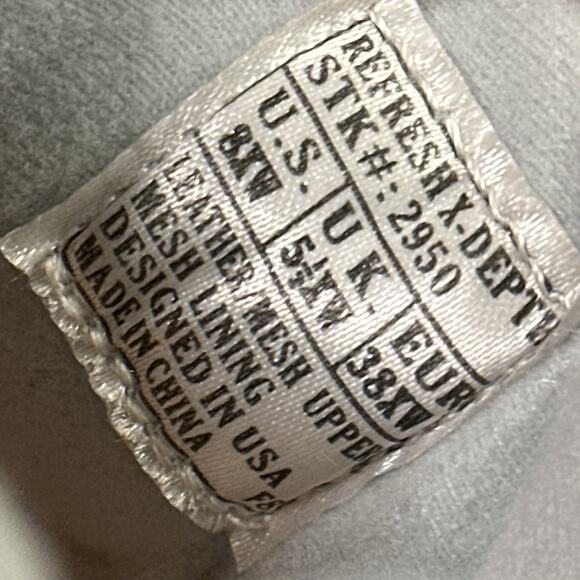 REFRESH X-DEPTH
STK#: 2950
U.S. U.K. EUR
8XW 5½XW 38XW
LEATHER/MESH UPPER
MESH LINING
DESIGNED IN USA
MADE IN CHINA